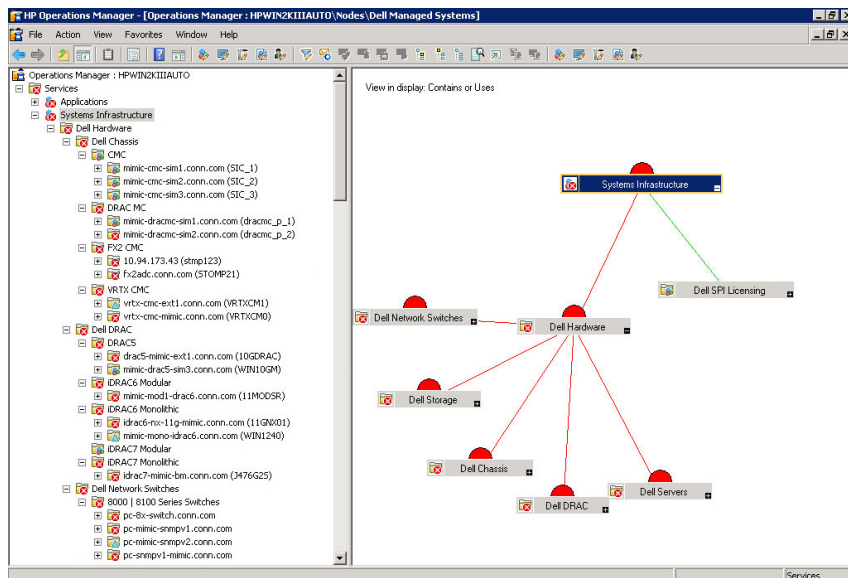 HP Operations Manager - [Operations Manager : HPWIN2KIIIAUTO\Nodes\Dell Managed Systems]
File Action View Favorites Window Help
Operations Manager : HPWIN2KIIIAUTO
Services
Applications
Systems Infrastructure
Dell Hardware
Dell Chassis
CMC
mimic-cmc-sim1.conn.com (SIC_1)
mimic-cmc-sim2.conn.com (SIC_2)
mimic-cmc-sim3.conn.com (SIC_3)
DRAC MC
mimic-dracmc-sim1.conn.com (dracmc_p_1)
mimic-dracmc-sim2.conn.com (dracmc_p_2)
FX2 CMC
10.94.173.43 (stmp123)
fx2adc.conn.com (STOMP21)
VRTX CMC
vrtx-cmc-ext1.conn.com (VRTXCM1)
vrtx-cmc-mimic.conn.com (VRTXCM0)
Dell DRAC
DRAC5
drac5-mimic-ext1.conn.com (10GDRAC)
mimic-drac5-sim3.conn.com (WIN10GM)
iDRAC6 Modular
mimic-mod1-drac6.conn.com (11MODSR)
iDRAC6 Monolithic
idrac6-nx-11g-mimic.conn.com (11GNX01)
mimic-mono-idrac6.conn.com (WIN1240)
iDRAC7 Modular
iDRAC7 Monolithic
idrac7-mimic-bm.conn.com (J476G2S)
Dell Network Switches
8000 | 8100 Series Switches
pc-8x-switch.conn.com
pc-mimic-snmpv1.conn.com
pc-mimic-snmpv2.conn.com
pc-snmpv1-mimic.conn.com
View in display: Contains or Uses
Systems Infrastructure
Dell SPI Licensing
Dell Network Switches
Dell Hardware
Dell Storage
Dell Chassis
Dell DRAC
Dell Servers
Services